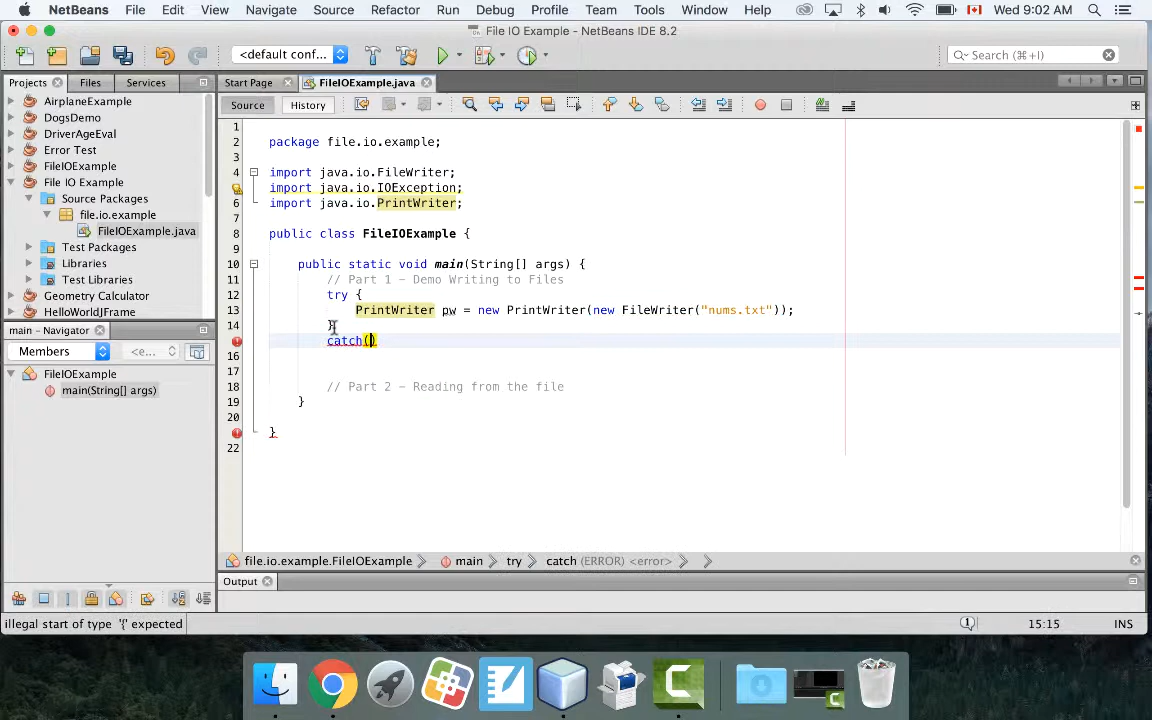 NetBeans File Edit View Navigate Source Refactor Run Debug Profile Team Tools Window Help Wed 9:02 AM
File IO Example - NetBeans IDE 8.2
<default conf... Search (⌘+I)
Projects Files Services Start Page FileIOExample.java
Source History
AirplaneExample
DogsDemo
DriverAgeEval
Error Test
FileIOExample
File IO Example
Source Packages
file.io.example
FileIOExample.java
Test Packages
Libraries
Test Libraries
Geometry Calculator
HelloWorldJFrame
main - Navigator
Members <e...
FileIOExample
main(String[] args)
1
2 package file.io.example;
3
4 import java.io.FileWriter;
import java.io.IOException;
6 import java.io.PrintWriter;
7
8 public class FileIOExample {
9
10 public static void main(String[] args) {
11 // Part 1 - Demo Writing to Files
12 try {
13 PrintWriter pw = new PrintWriter(new FileWriter("nums.txt"));
14 }
catch()
16
17
18 // Part 2 - Reading from the file
19 }
20
}
22
file.io.example.FileIOExample main try catch (ERROR) <error>
Output
illegal start of type '{' expected 1 15:15 INS